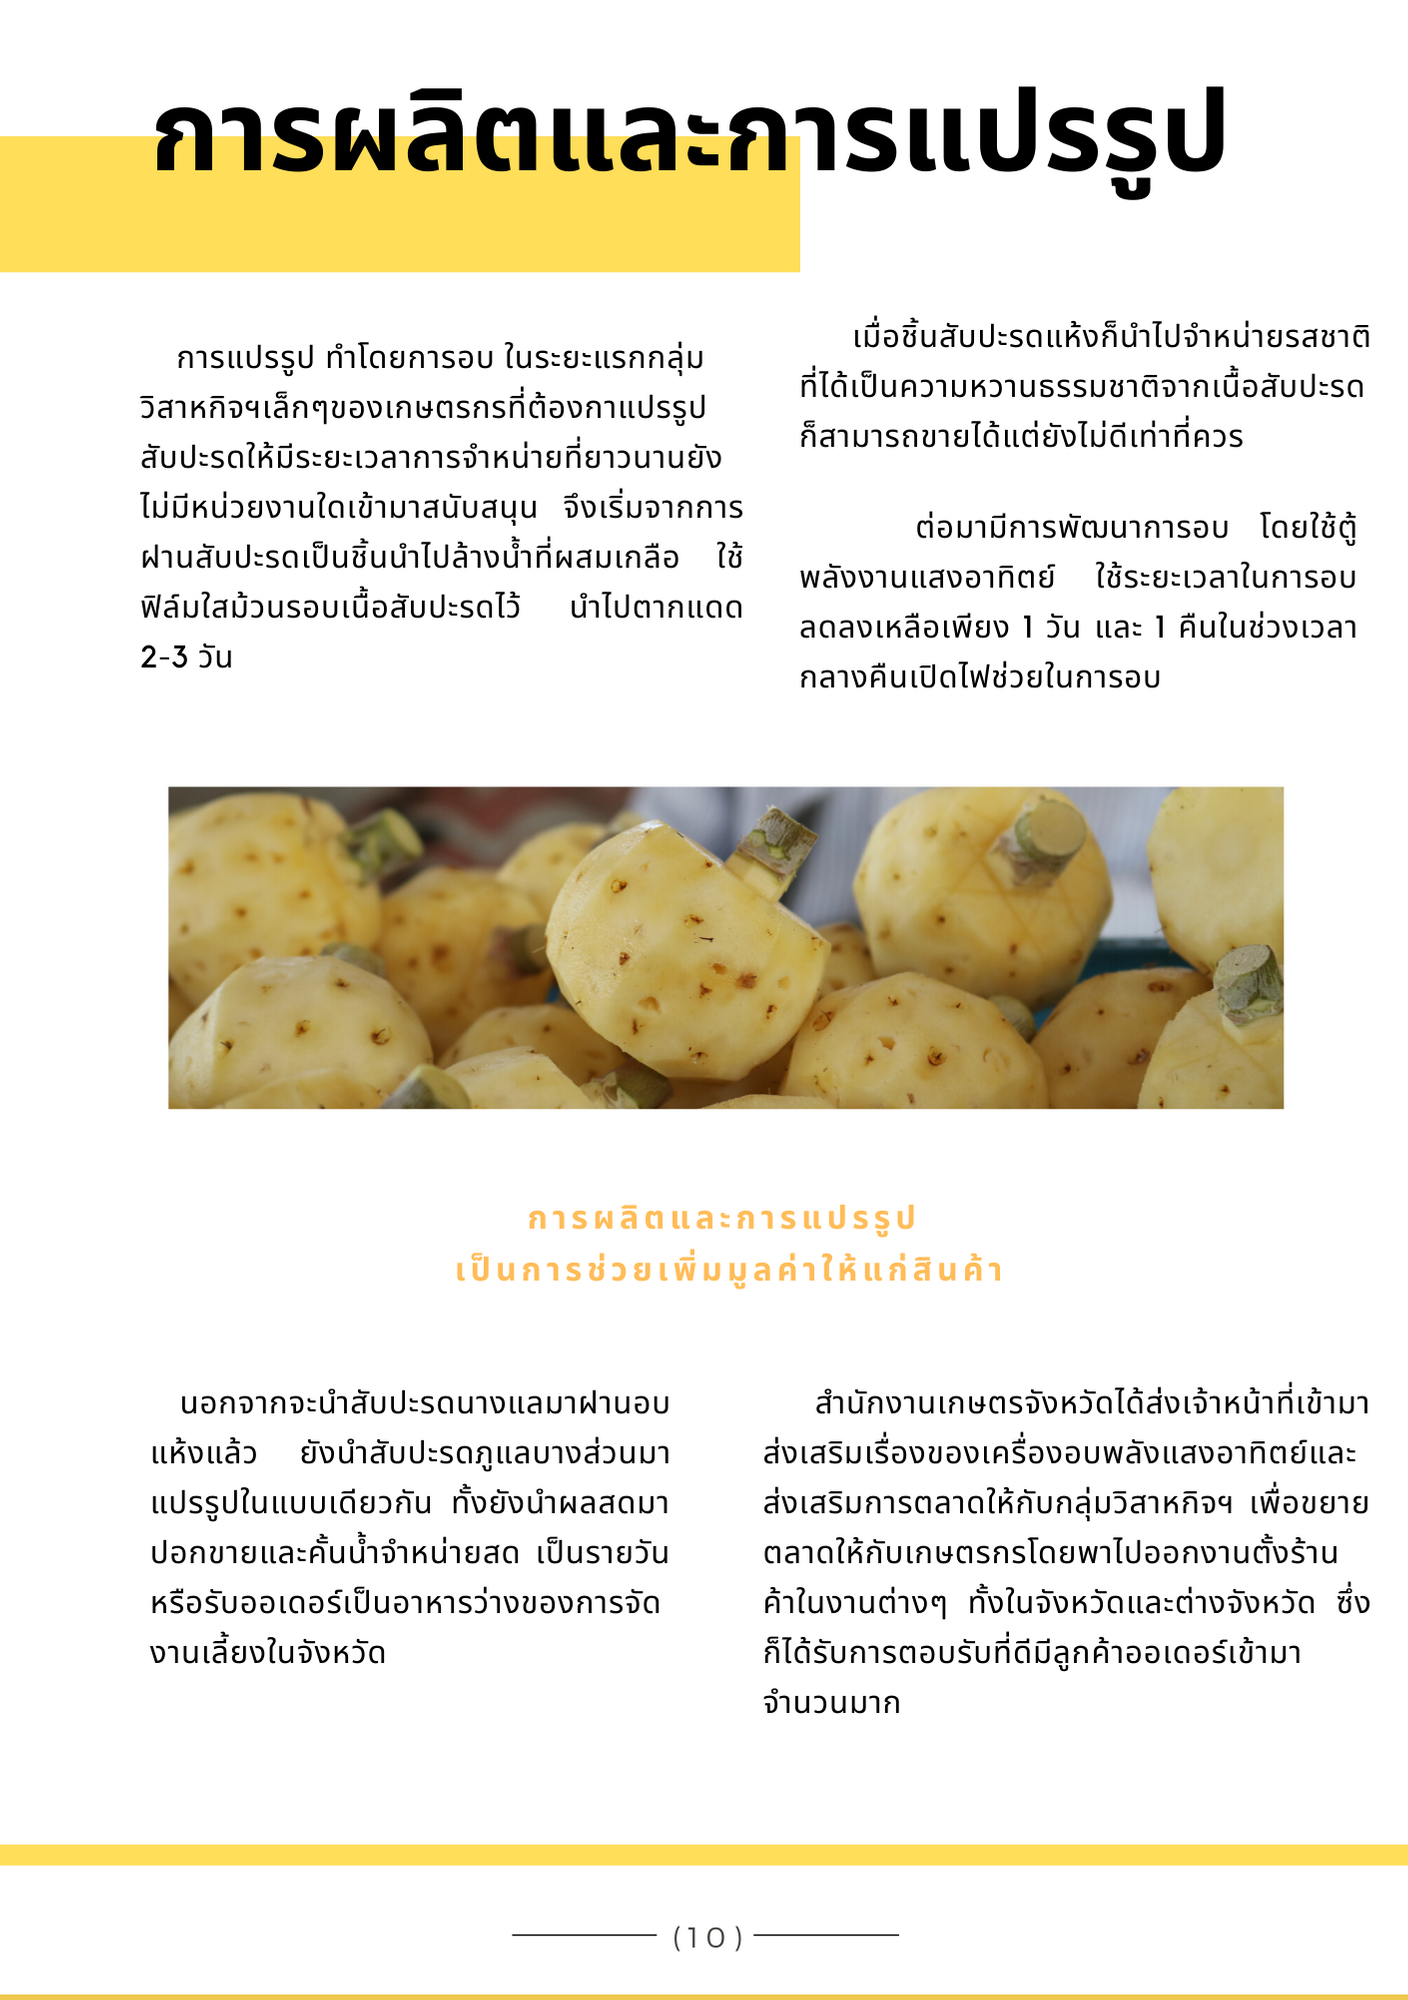 การผลิตและการแปรรูป
การแปรรูป ทำโดยการอบ ในระยะแรกกลุ่ม
วิสาหกิจฯเล็กๆของเกษตรกรที่ต้องกาแปรรูป
สับปะรดให้มีระยะเวลาการจำหน่ายที่ยาวนานยัง
ไม่มีหน่วยงานใดเข้ามาสนับสนุน จึงเริ่มจากการ
ฝานสับปะรดเป็นชิ้นนำไปล้างน้ำที่ผสมเกลือ ใช้
ฟิล์มใสม้วนรอบเนื้อสับปะรดไว้ นำไปตากแดด
2-3 วัน
เมื่อชิ้นสับปะรดแห้งก็นำไปจำหน่ายรสชาติ
ที่ได้เป็นความหวานธรรมชาติจากเนื้อสับปะรด
ก็สามารถขายได้แต่ยังไม่ดีเท่าที่ควร
ต่อมามีการพัฒนาการอบ โดยใช้ตู้
พลังงานแสงอาทิตย์ ใช้ระยะเวลาในการอบ
ลดลงเหลือเพียง 1 วัน และ 1 คืนในช่วงเวลา
กลางคืนเปิดไฟช่วยในการอบ
การผลิตและการแปรรูป
เป็นการช่วยเพิ่มมูลค่าให้แก่สินค้า
นอกจากจะนำสับปะรดนางแลมาฝานอบ
แห้งแล้ว ยังนำสับปะรดภูแลบางส่วนมา
แปรรูปในแบบเดียวกัน ทั้งยังนำผลสดมา
ปอกขายและคั้นน้ำจำหน่ายสด เป็นรายวัน
หรือรับออเดอร์เป็นอาหารว่างของการจัด
งานเลี้ยงในจังหวัด
สำนักงานเกษตรจังหวัดได้ส่งเจ้าหน้าที่เข้ามา
ส่งเสริมเรื่องของเครื่องอบพลังแสงอาทิตย์และ
ส่งเสริมการตลาดให้กับกลุ่มวิสาหกิจฯ เพื่อขยาย
ตลาดให้กับเกษตรกรโดยพาไปออกงานตั้งร้าน
ค้าในงานต่างๆ ทั้งในจังหวัดและต่างจังหวัด ซึ่ง
ก็ได้รับการตอบรับที่ดีมีลูกค้าออเดอร์เข้ามา
จำนวนมาก
(10)